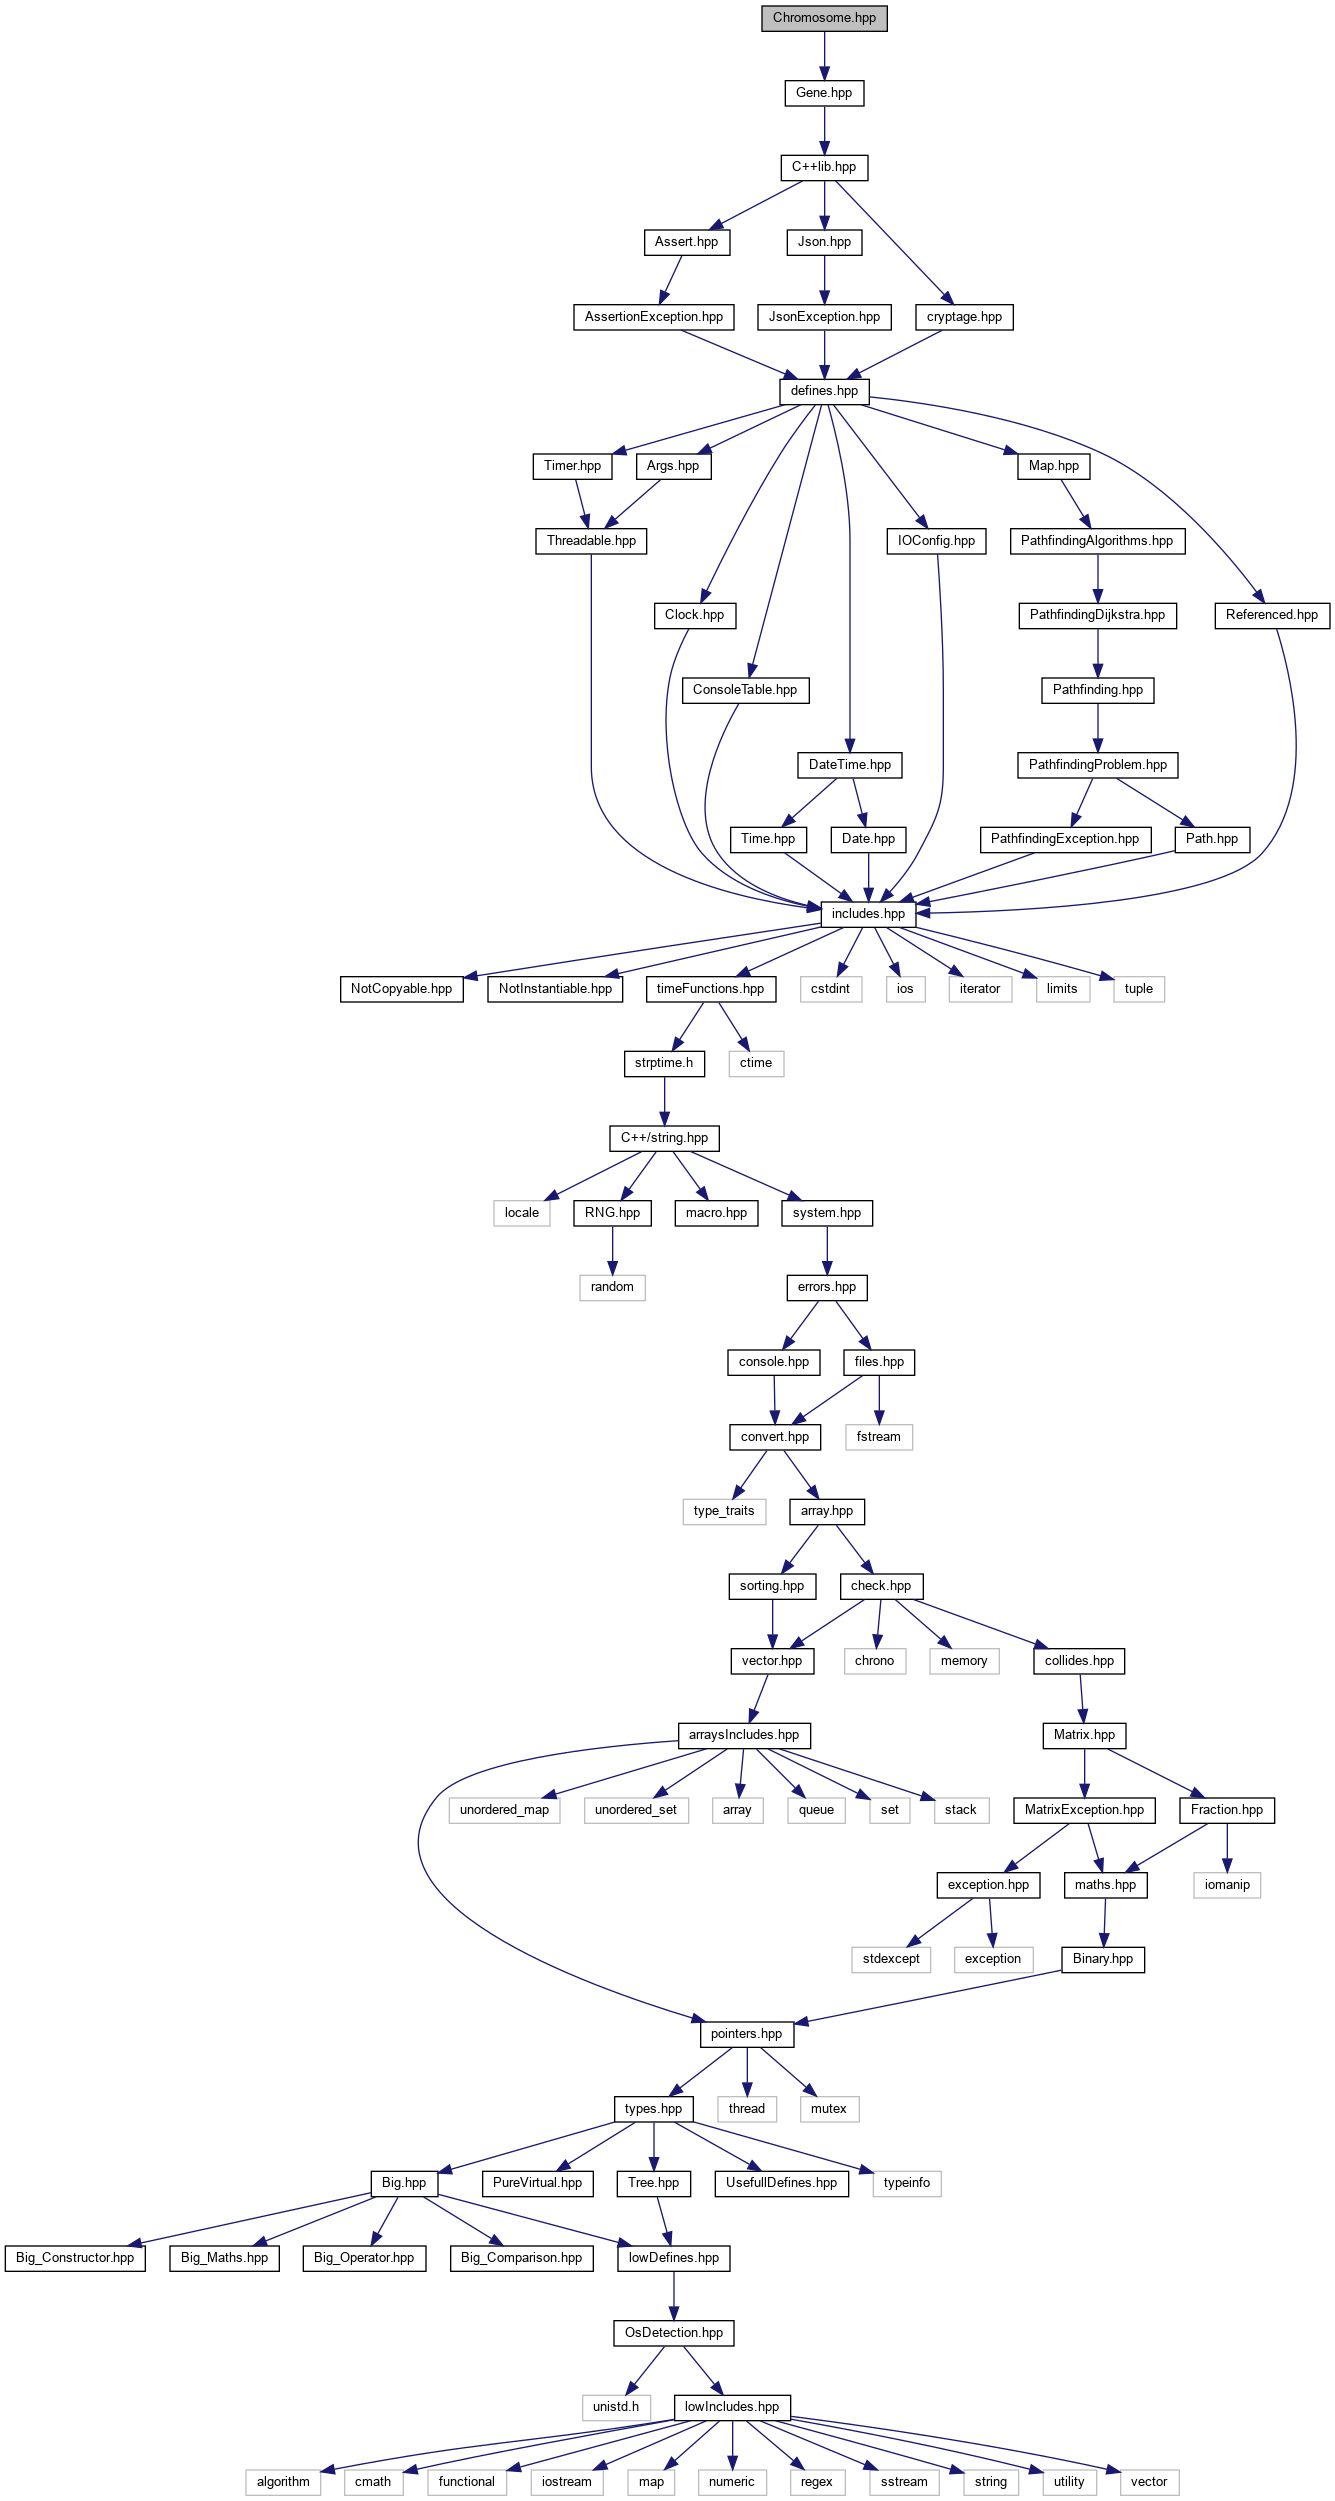 Chromosome.hpp
Gene.hpp
C++lib.hpp
Assert.hpp
Json.hpp
AssertionException.hpp
JsonException.hpp
cryptage.hpp
defines.hpp
Timer.hpp
Args.hpp
Map.hpp
Threadable.hpp
IOConfig.hpp
PathfindingAlgorithms.hpp
Clock.hpp
PathfindingDijkstra.hpp
Referenced.hpp
ConsoleTable.hpp
Pathfinding.hpp
DateTime.hpp
PathfindingProblem.hpp
Time.hpp
Date.hpp
PathfindingException.hpp
Path.hpp
includes.hpp
NotCopyable.hpp
NotInstantiable.hpp
timeFunctions.hpp
cstdint
ios
iterator
limits
tuple
strptime.h
ctime
C++/string.hpp
locale
RNG.hpp
macro.hpp
system.hpp
random
errors.hpp
console.hpp
files.hpp
convert.hpp
fstream
type_traits
array.hpp
sorting.hpp
check.hpp
vector.hpp
chrono
memory
collides.hpp
arraysIncludes.hpp
Matrix.hpp
unordered_map
unordered_set
array
queue
set
stack
MatrixException.hpp
Fraction.hpp
exception.hpp
maths.hpp
iomanip
stdexcept
exception
Binary.hpp
pointers.hpp
types.hpp
thread
mutex
Big.hpp
PureVirtual.hpp
Tree.hpp
UsefullDefines.hpp
typeinfo
Big_Constructor.hpp
Big_Maths.hpp
Big_Operator.hpp
Big_Comparison.hpp
lowDefines.hpp
OsDetection.hpp
unistd.h
lowIncludes.hpp
algorithm
cmath
functional
iostream
map
numeric
regex
sstream
string
utility
vector